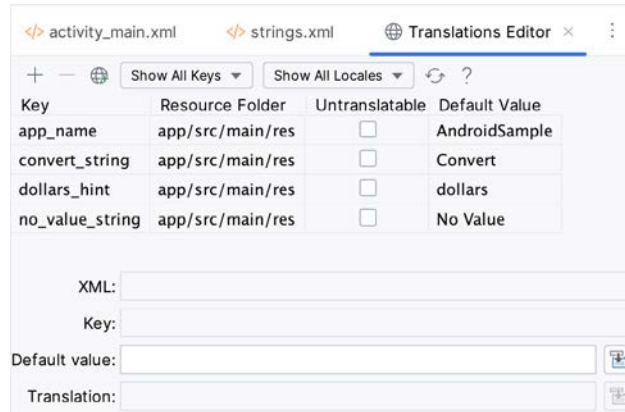 </> activity_main.xml </> strings.xml Translations Editor ×
+ − Show All Keys Show All Locales ?
Key Resource Folder Untranslatable Default Value
app_name app/src/main/res AndroidSample
convert_string app/src/main/res Convert
dollars_hint app/src/main/res dollars
no_value_string app/src/main/res No Value
XML:
Key:
Default value:
Translation: